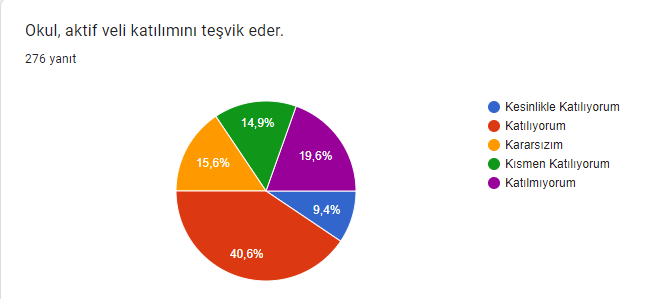 Okul, aktif veli katılımını teşvik eder.
276 yanıt
Kesinlikle Katılıyorum
Katılıyorum
Kararsızım
Kısmen Katılıyorum
Katılmıyorum
14,9%
19,6%
15,6%
9,4%
40,6%